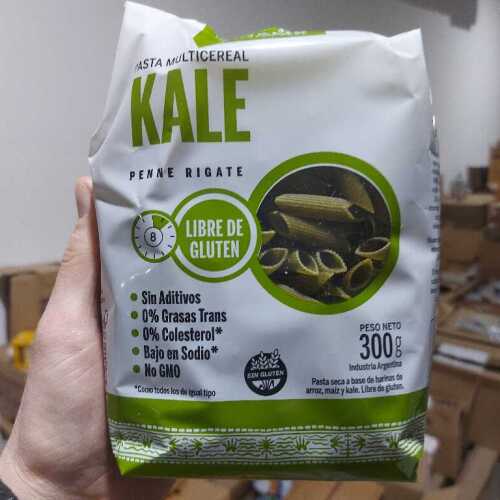 PASTA MULTICEREAL
KALE
PENNE RIGATE
8
LIBRE DE
GLUTEN
• Sin Aditivos
• 0% Grasas Trans
• 0% Colesterol*
• Bajo en Sodio*
• No GMO
*Como todos los de igual tipo
SIN GLUTEN
PESO NETO
300g
Industria Argentina
Pasta seca a base de harinas de
arroz, maíz y kale. Libre de gluten.